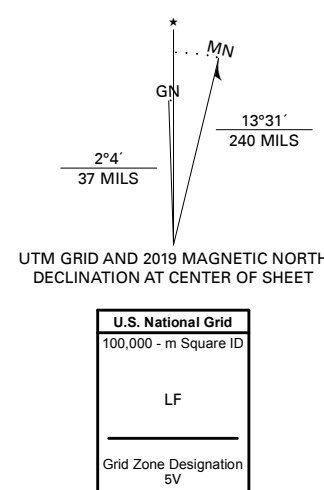 ★
MN
GN
13°31´
240 MILS
2°4´
37 MILS
UTM GRID AND 2019 MAGNETIC NORTH
DECLINATION AT CENTER OF SHEET
U.S. National Grid
100,000 - m Square ID
LF
Grid Zone Designation
5V